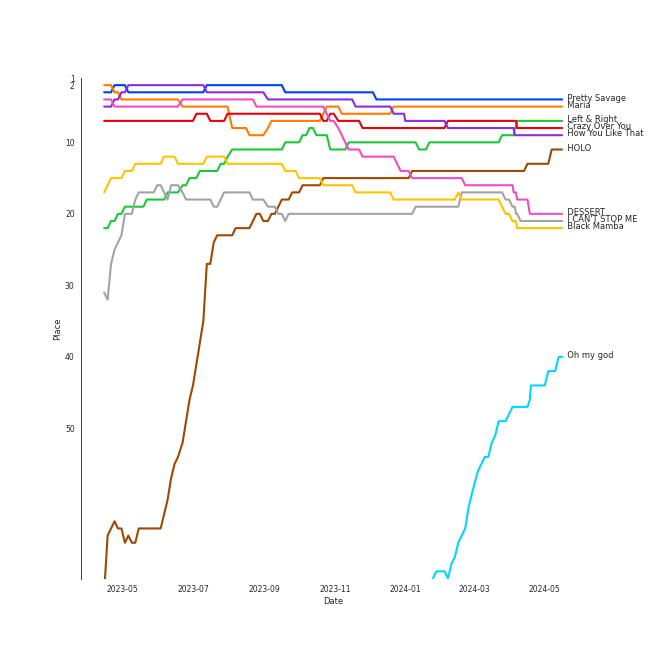 1
2
10
20
30
40
50
Place
Pretty Savage
Maria
Left & Right
Crazy Over You
How You Like That
HOLO
DESSERT
I CAN'T STOP ME
Black Mamba
Oh my god
2023-05 2023-07 2023-09 2023-11 2024-01 2024-03 2024-05
Date